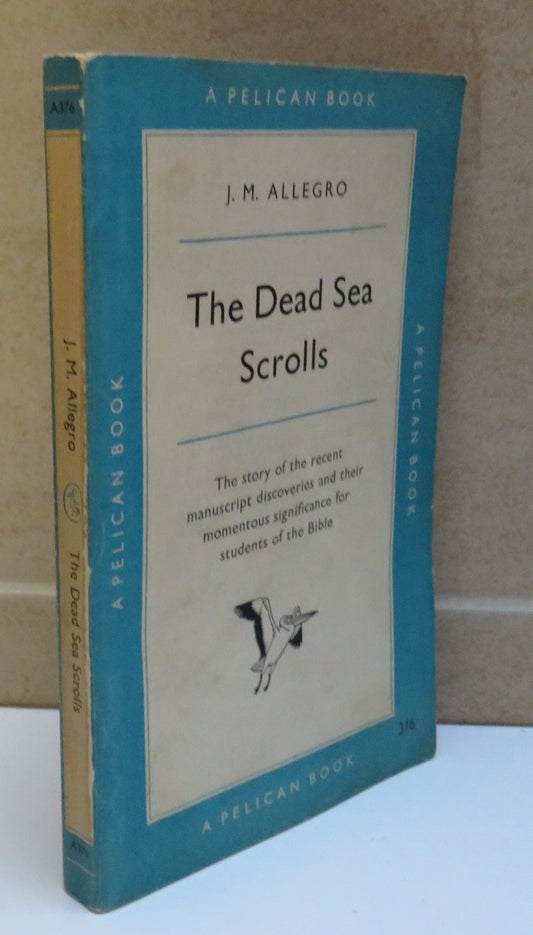 A PELICAN BOOK
J. M. ALLEGRO
The Dead Sea
Scrolls
The story of the recent
manuscript discoveries and their
momentous significance for
students of the Bible
3/6
A PELICAN BOOK
A PELICAN BOOK
A PELICAN BOOK
A376
J. M. Allegro
The Dead Sea Scrolls
A376